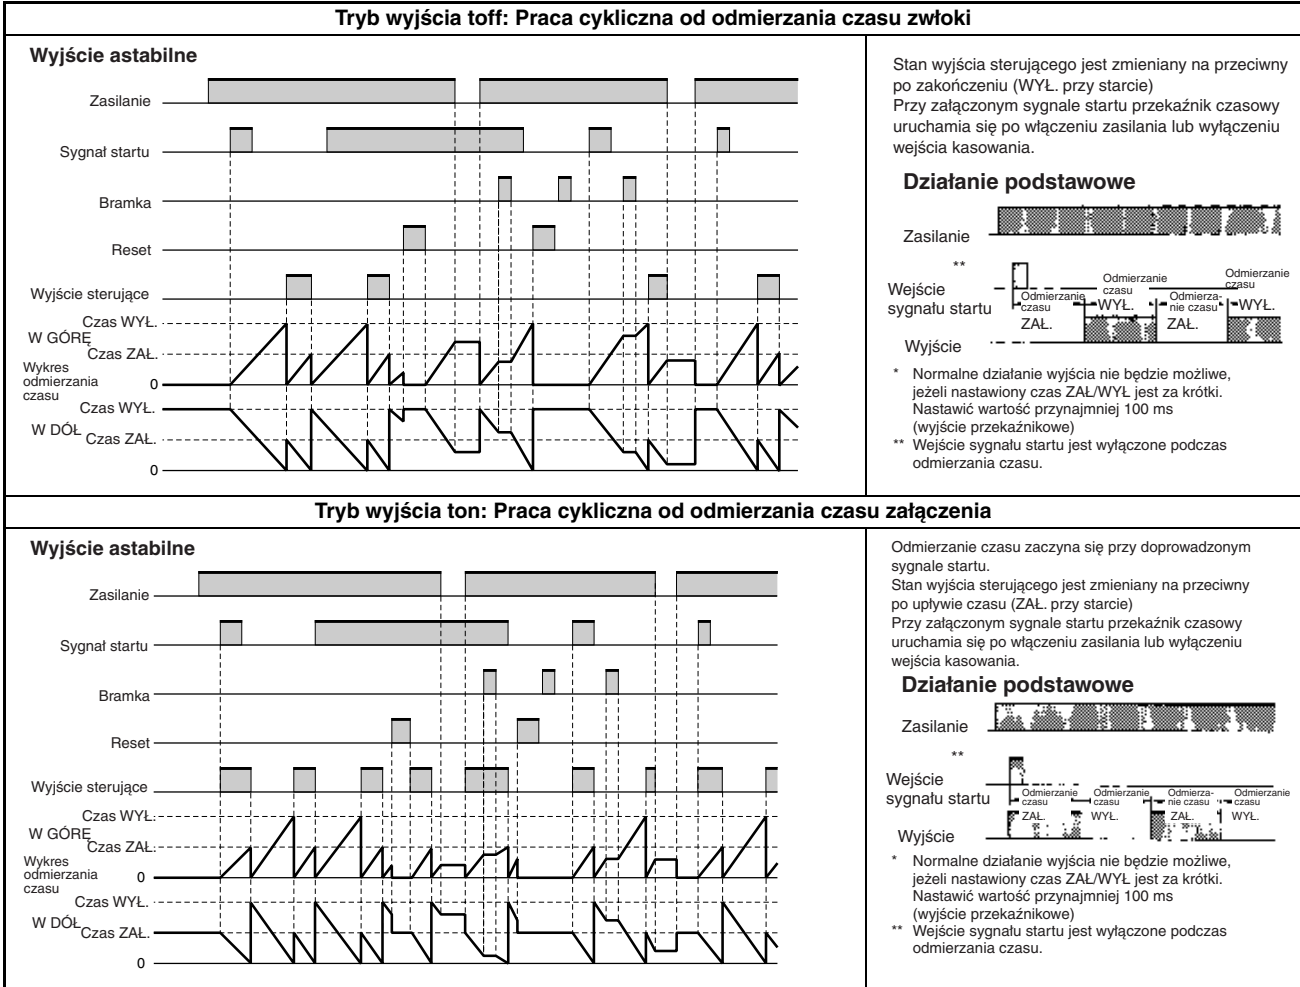 Tryb wyjścia toff: Praca cykliczna od odmierzania czasu zwłoki
Wyjście astabilne
Zasilanie
Sygnał startu
Bramka
Reset
Wyjście sterujące
Czas WYŁ.
W GÓRĘ
Czas ZAŁ.
Wykres
odmierzania
czasu
0
Czas WYŁ.
W DÓŁ
Czas ZAŁ.
0
Stan wyjścia sterującego jest zmieniany na przeciwny
po zakończeniu (WYŁ. przy starcie)
Przy załączonym sygnale startu przekaźnik czasowy
uruchamia się po włączeniu zasilania lub wyłączeniu
wejścia kasowania.
Działanie podstawowe
Zasilanie
**
Wejście
sygnału startu
Odmierzanie
czasu
Odmierzanie
czasu
Odmierza-
nie czasu
Odmierzanie
czasu
ZAŁ.
WYŁ.
ZAŁ.
WYŁ.
Wyjście
* Normalne działanie wyjścia nie będzie możliwe,
jeżeli nastawiony czas ZAŁ/WYŁ jest za krótki.
Nastawić wartość przynajmniej 100 ms
(wyjście przekaźnikowe)
** Wejście sygnału startu jest wyłączone podczas
odmierzania czasu.
Tryb wyjścia ton: Praca cykliczna od odmierzania czasu załączenia
Wyjście astabilne
Zasilanie
Sygnał startu
Bramka
Reset
Wyjście sterujące
Czas WYŁ.
W GÓRĘ
Czas ZAŁ.
Wykres
odmierzania
czasu
0
Czas WYŁ.
W DÓŁ
Czas ZAŁ.
0
Odmierzanie czasu zaczyna się przy doprowadzonym
sygnale startu.
Stan wyjścia sterującego jest zmieniany na przeciwny
po upływie czasu (ZAŁ. przy starcie)
Przy załączonym sygnale startu przekaźnik czasowy
uruchamia się po włączeniu zasilania lub wyłączeniu
wejścia kasowania.
Działanie podstawowe
Zasilanie
**
Wejście
sygnału startu
Odmierzanie
czasu
Odmierzanie
czasu
Odmierza-
nie czasu
Odmierzanie
czasu
ZAŁ.
WYŁ.
ZAŁ.
WYŁ.
Wyjście
* Normalne działanie wyjścia nie będzie możliwe,
jeżeli nastawiony czas ZAŁ/WYŁ jest za krótki.
Nastawić wartość przynajmniej 100 ms
(wyjście przekaźnikowe)
** Wejście sygnału startu jest wyłączone podczas
odmierzania czasu.